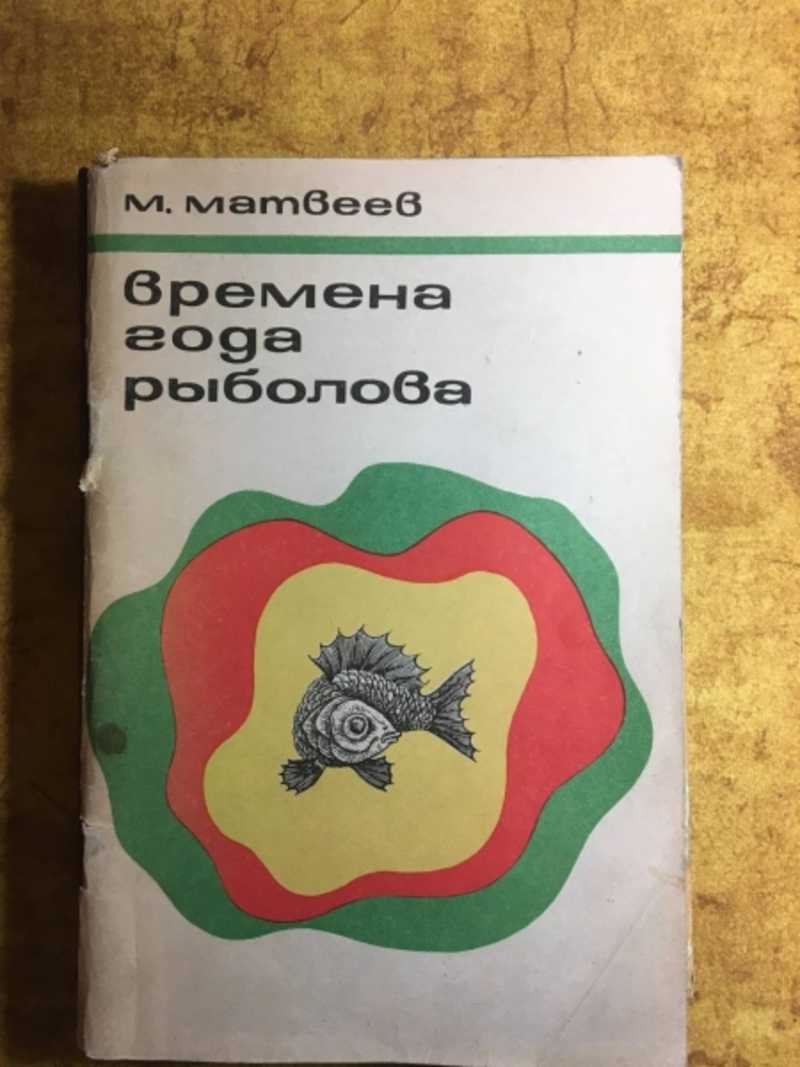 м. матвеев
времена
года
рыболова